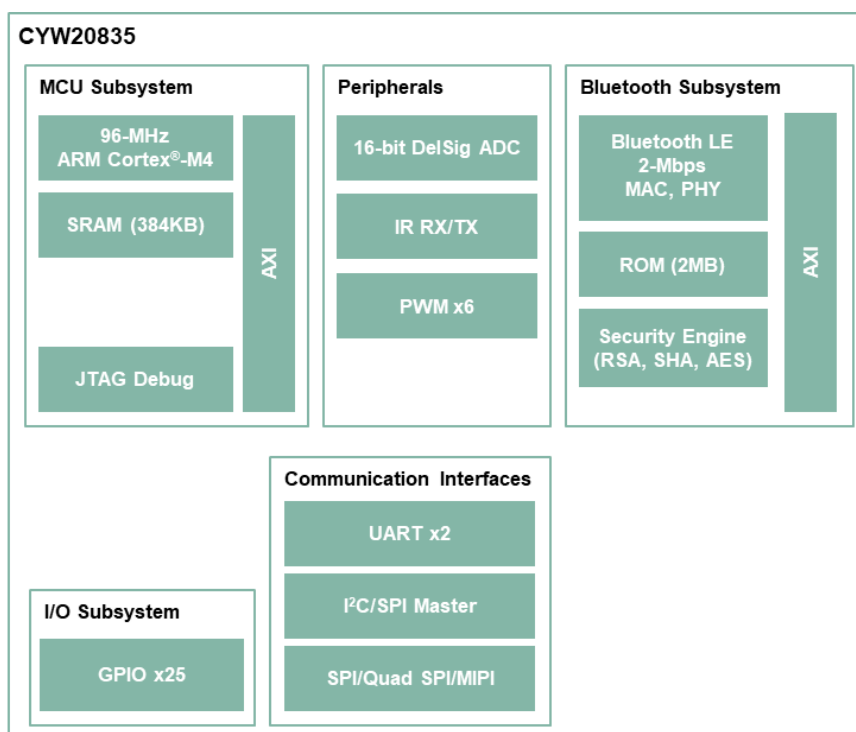 CYW20835
MCU Subsystem
96-MHz
ARM Cortex®-M4
SRAM (384KB)
JTAG Debug
AXI
Peripherals
16-bit DelSig ADC
IR RX/TX
PWM x6
Bluetooth Subsystem
Bluetooth LE
2-Mbps
MAC, PHY
ROM (2MB)
Security Engine
(RSA, SHA, AES)
AXI
Communication Interfaces
UART x2
I²C/SPI Master
SPI/Quad SPI/MIPI
I/O Subsystem
GPIO x25